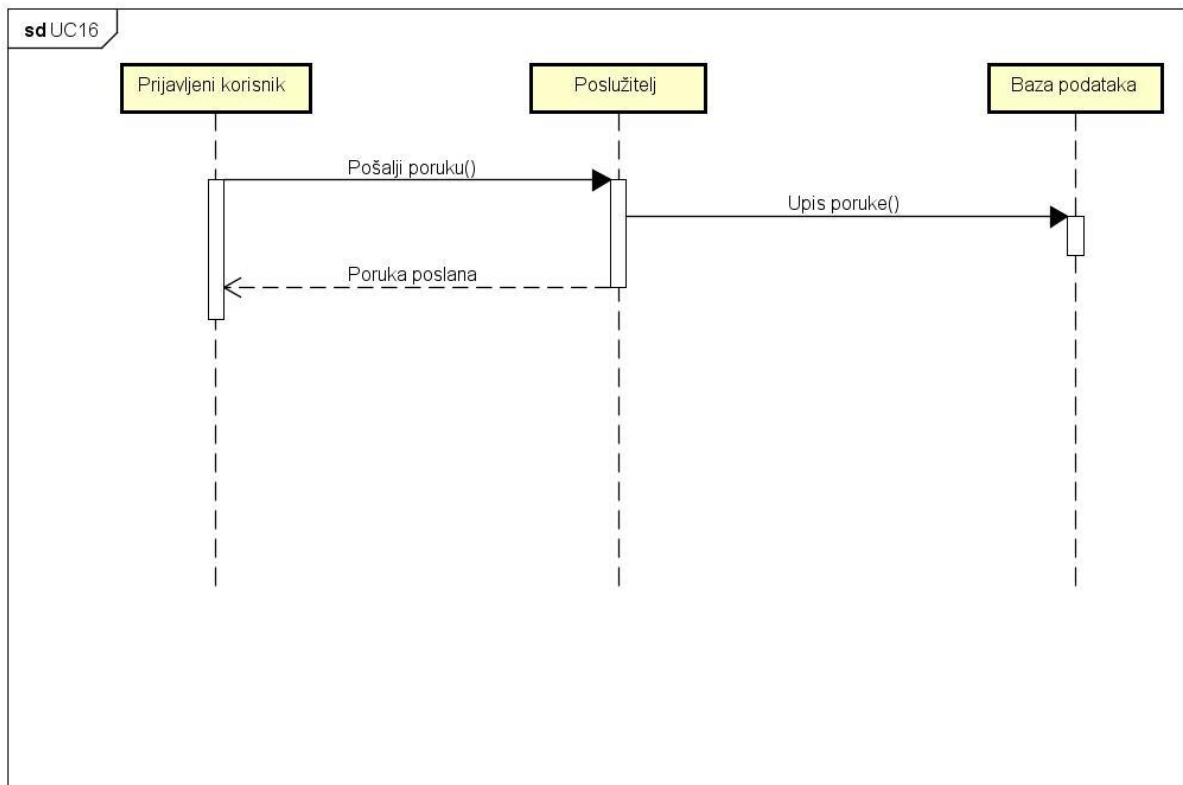 sd UC16
Prijavljeni korisnik
Poslužitelj
Baza podataka
Pošalji poruku()
Upis poruke()
Poruka poslana